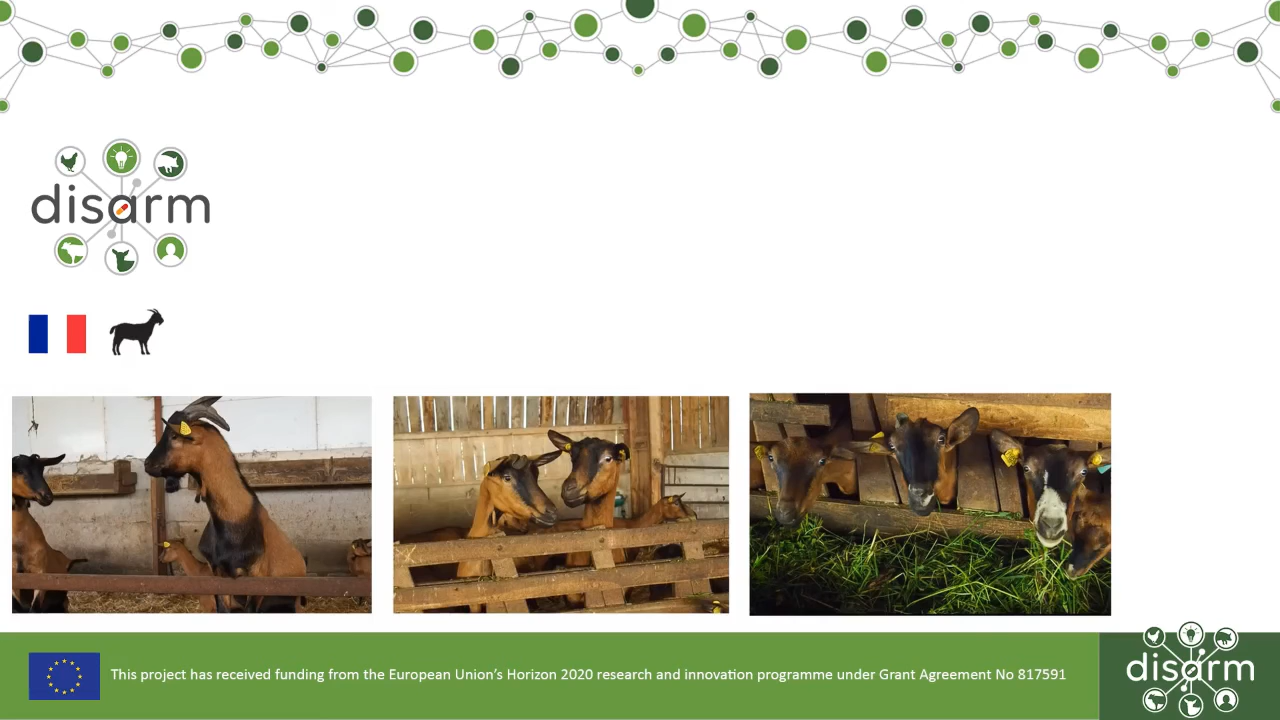 disarm
This project has received funding from the European Union's Horizon 2020 research and innovation programme under Grant Agreement No 817591
disarm